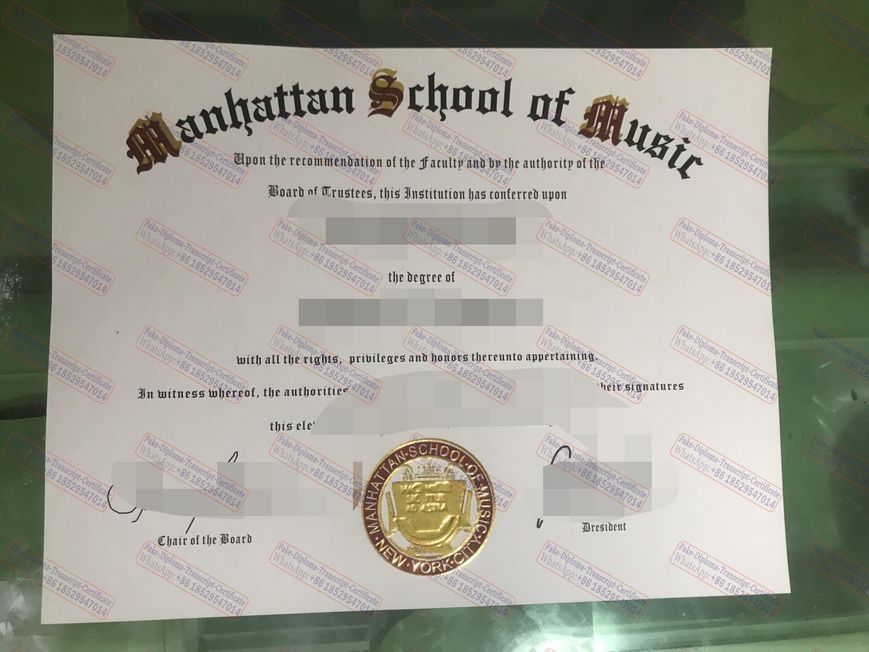 Manhattan School of Music
Upon the recommendation of the Faculty and by the authority of the
Board of Trustees, this Institution has conferred upon
the degree of
with all the rights, privileges and honors thereunto appertaining.
In witness whereof, the authorities their signatures
this
Chair of the Board
President
MANHATTAN·SCHOOL·OF·MUSIC
NEW·YORK·CITY
Fake-Diploma-Transcript-Certificate
WhatsApp:+86 18529547014